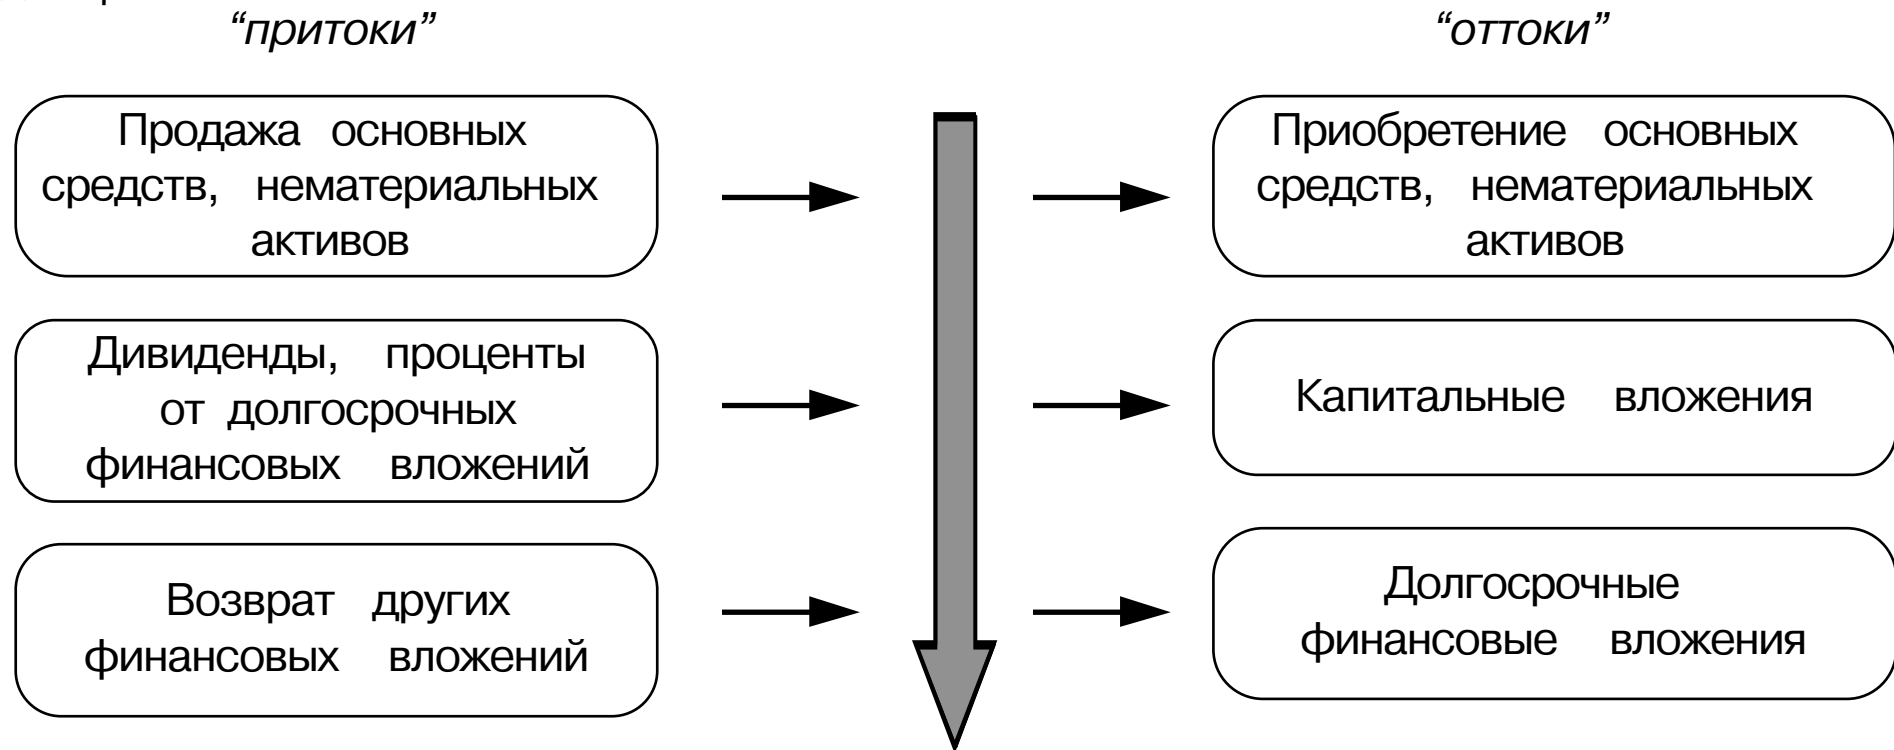 “притоки”
“оттоки”
Продажа основных
средств, нематериальных
активов
Приобретение основных
средств, нематериальных
активов
Дивиденды, проценты
от долгосрочных
финансовых вложений
Капитальные вложения
Возврат других
финансовых вложений
Долгосрочные
финансовые вложения